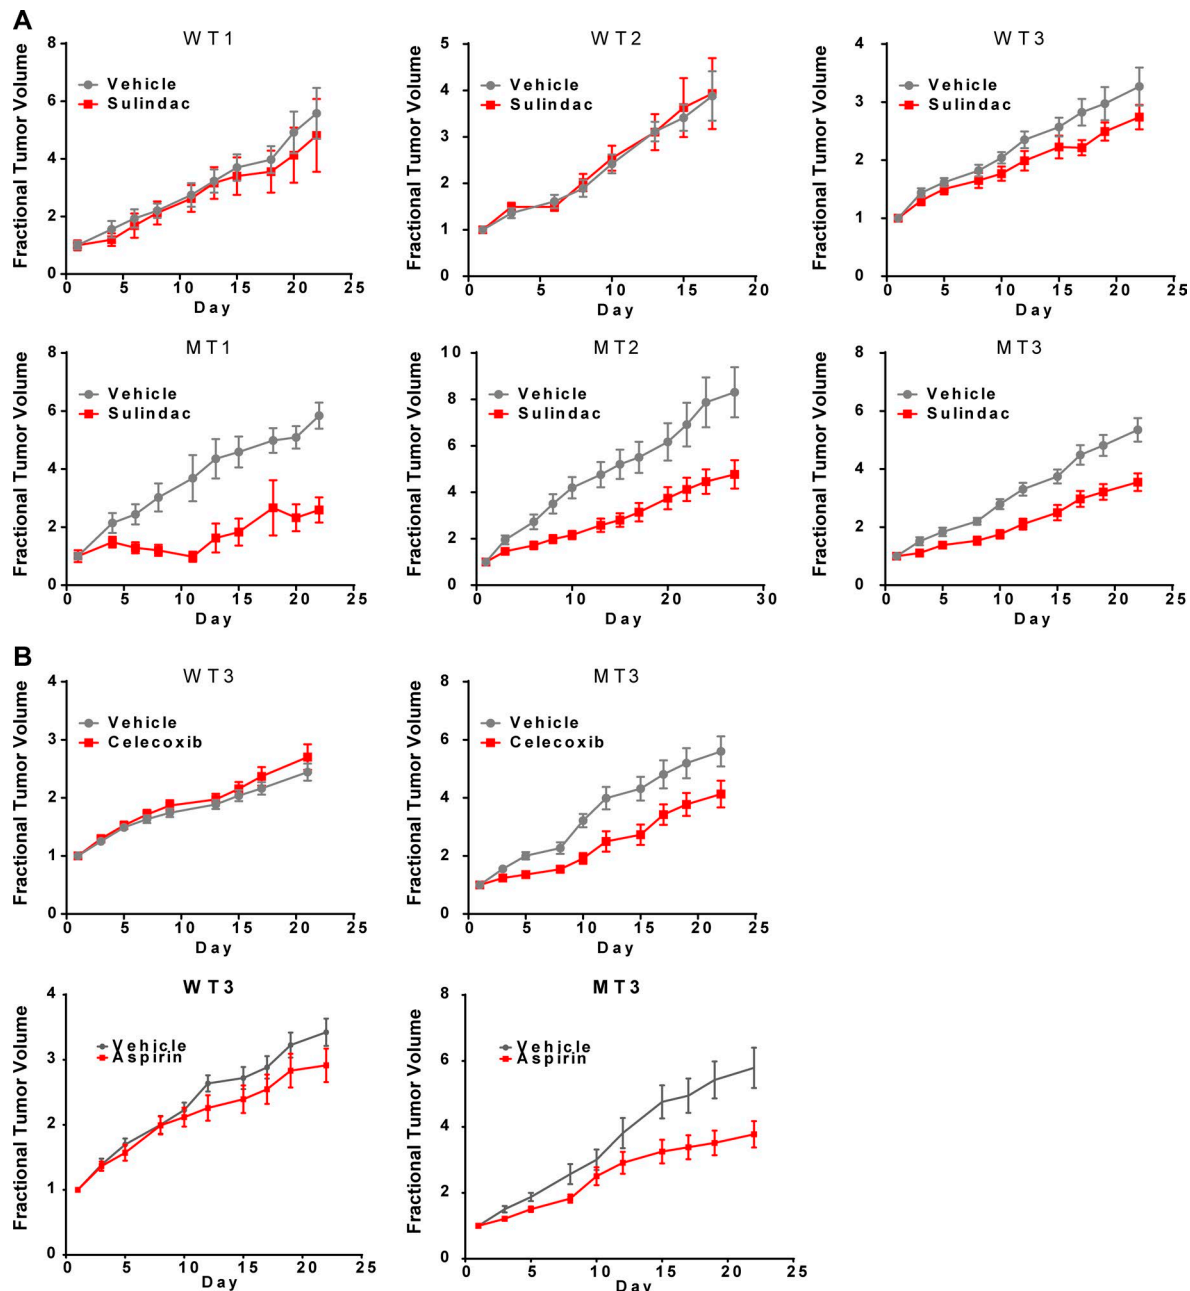 A
WT1
Fractional Tumor Volume
8
6
4
2
0
Vehicle
Sulindac
0 5 10 15 20 25
Day
WT2
Fractional Tumor Volume
5
4
3
2
1
0
Vehicle
Sulindac
0 5 10 15 20
Day
WT3
Fractional Tumor Volume
4
3
2
1
0
Vehicle
Sulindac
0 5 10 15 20 25
Day
MT1
Fractional Tumor Volume
8
6
4
2
0
Vehicle
Sulindac
0 5 10 15 20 25
Day
MT2
Fractional Tumor Volume
10
8
6
4
2
0
Vehicle
Sulindac
0 10 20 30
Day
MT3
Fractional Tumor Volume
8
6
4
2
0
Vehicle
Sulindac
0 5 10 15 20 25
Day
B
WT3
Fractional Tumor Volume
4
3
2
1
0
Vehicle
Celecoxib
0 5 10 15 20 25
Day
MT3
Fractional Tumor Volume
8
6
4
2
0
Vehicle
Celecoxib
0 5 10 15 20 25
Day
WT3
Fractional Tumor Volume
4
3
2
1
0
Vehicle
Aspirin
0 5 10 15 20 25
Day
MT3
Fractional Tumor Volume
8
6
4
2
0
Vehicle
Aspirin
0 5 10 15 20 25
Day